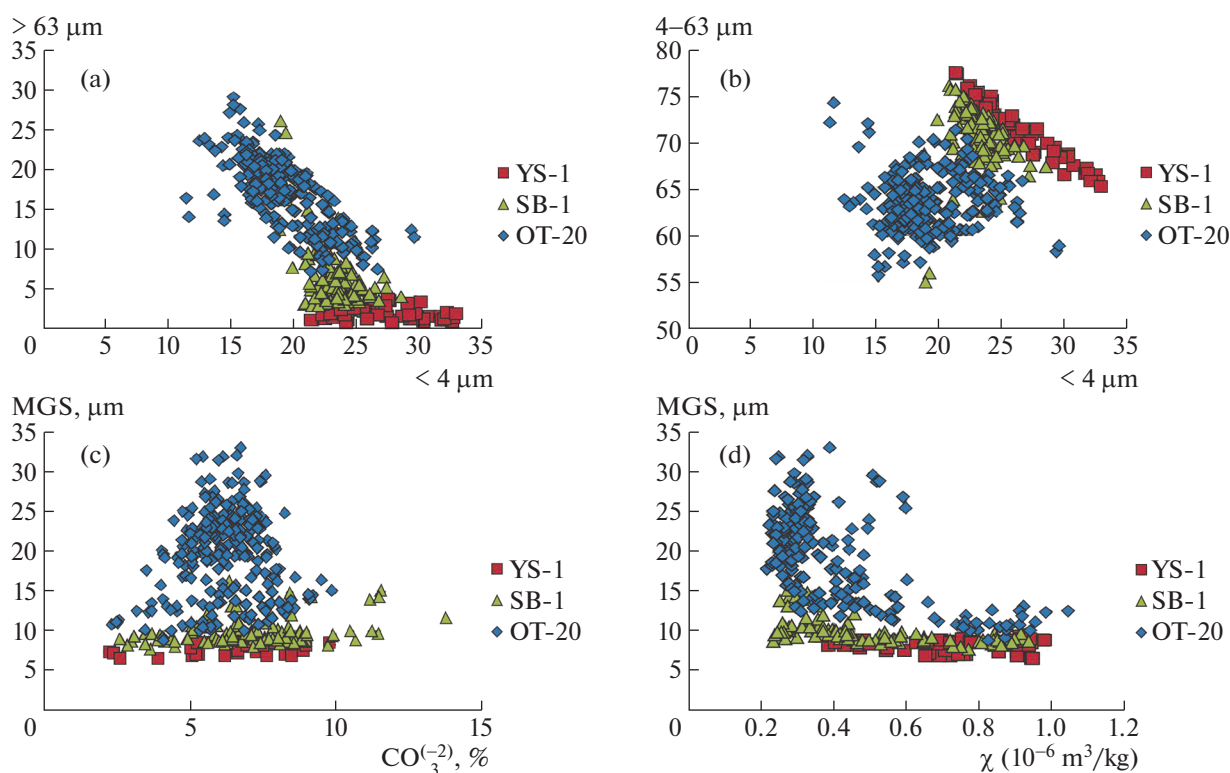 > 63 μm
35
30
25
20
15
10
5
0
5
10
15
20
25
30
35
< 4 μm
(a)
YS-1
SB-1
OT-20
4–63 μm
80
75
70
65
60
55
50
0
5
10
15
20
25
30
35
< 4 μm
(b)
YS-1
SB-1
OT-20
MGS, μm
35
30
25
20
15
10
5
0
5
10
15
CO₃⁽⁻²⁾, %
(c)
YS-1
SB-1
OT-20
MGS, μm
35
30
25
20
15
10
5
0
0.2
0.4
0.6
0.8
1.0
1.2
χ (10⁻⁶ m³/kg)
(d)
YS-1
SB-1
OT-20